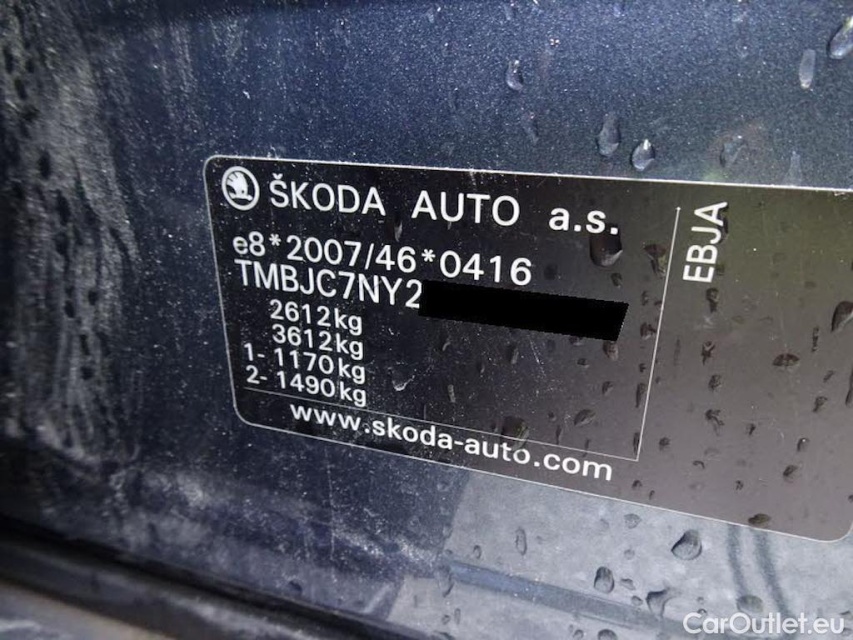 ŠKODA AUTO a.s.
e8*2007/46*0416
TMBJC7NY2
2612kg
3612kg
1- 1170kg
2- 1490kg
www.skoda-auto.com
EBJA
CarOutlet.eu